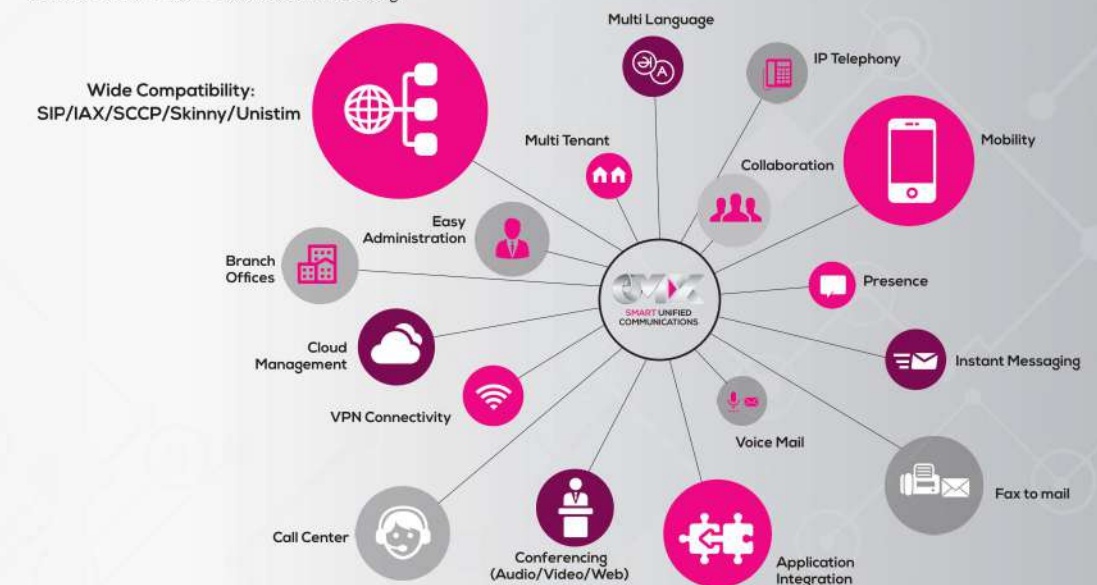 Multi Language
IP Telephony
Wide Compatibility:
SIP/IAX/SCCP/Skinny/Unistim
Multi Tenant
Mobility
Collaboration
Easy
Administration
Branch
Offices
Presence
SMART UNIFIED
COMMUNICATIONS
Cloud
Management
Instant Messaging
VPN Connectivity
Voice Mail
Fax to mail
Call Center
Conferencing
(Audio/Video/Web)
Application
Integration